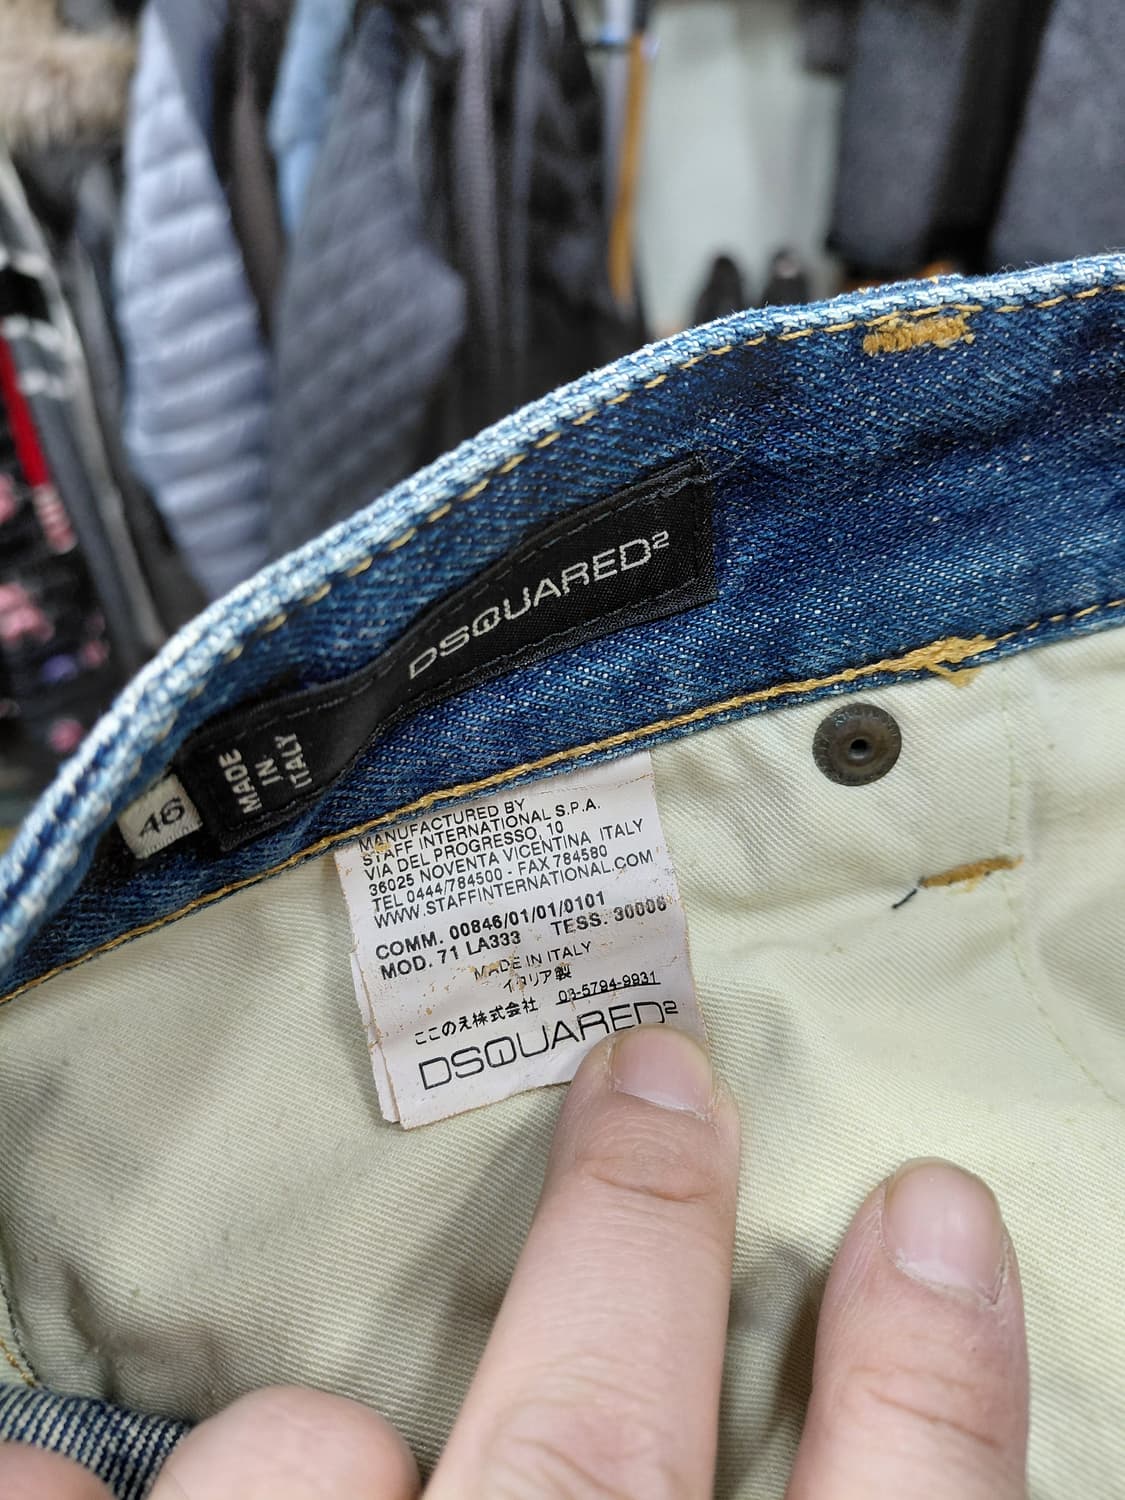 DSQUARED2
MADE
IN
ITALY
46
MANUFACTURED BY
STAFF INTERNATIONAL S.P.A.
VIA DEL PROGRESSO, 10
36025 NOVENTA VICENTINA ITALY
TEL 0444/784500 - FAX 784580
WWW.STAFFINTERNATIONAL.COM
COMM. 00846/01/01/0101
MOD. 71 LA333 TESS. 30006
MADE IN ITALY
イタリア製
ここのえ株式会社 03-5794-9931
DSQUARED2